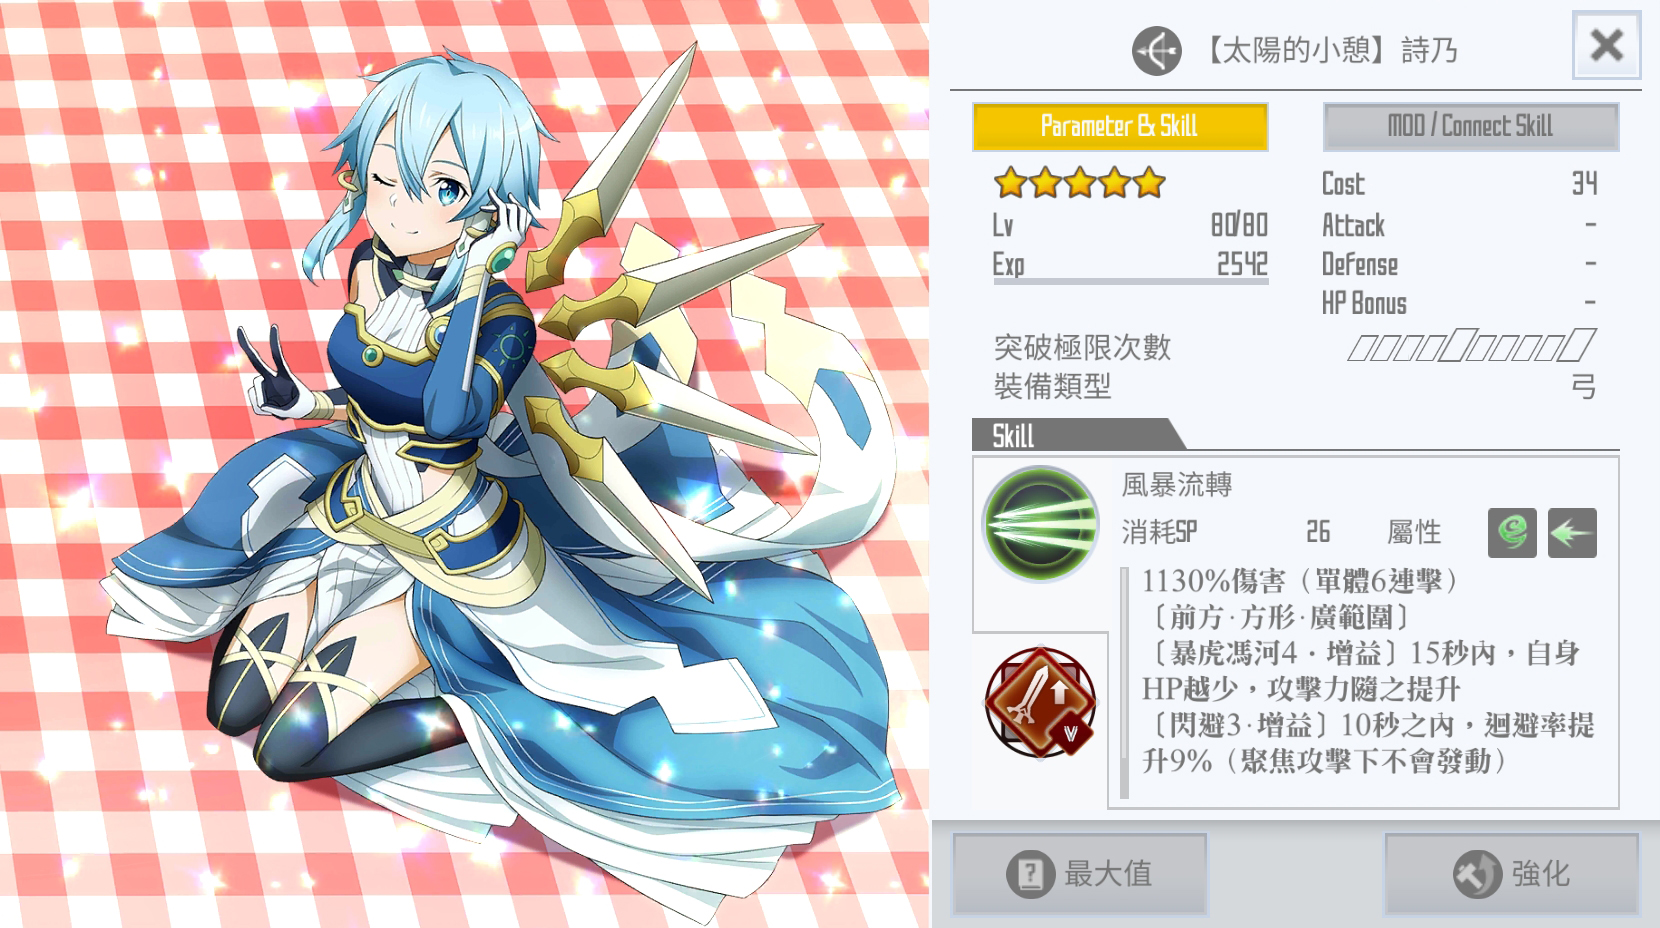 【太陽的小憩】詩乃
Parameter & Skill
MOD / Connect Skill
Lv 80/80
Exp 2542
Cost 34
Attack -
Defense -
HP Bonus -
突破極限次數
裝備類型 弓
Skill
風暴流轉
消耗SP 26 屬性
1130%傷害（單體6連擊）
〔前方·方形·廣範圍〕
〔暴虎馮河4·增益〕15秒內，自身
HP越少，攻擊力隨之提升
〔閃避3·增益〕10秒之內，迴避率提
升9%（聚焦攻擊下不會發動）
V
? 最大值
強化